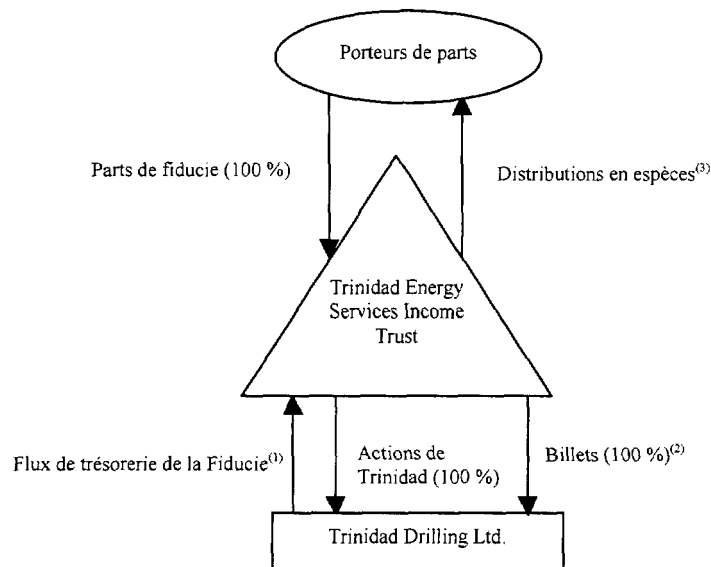 Porteurs de parts
Parts de fiducie (100 %)
Distributions en espèces(3)
Trinidad Energy
Services Income
Trust
Flux de trésorerie de la Fiducie(1)
Actions de
Trinidad (100 %)
Billets (100 %)(2)
Trinidad Drilling Ltd.